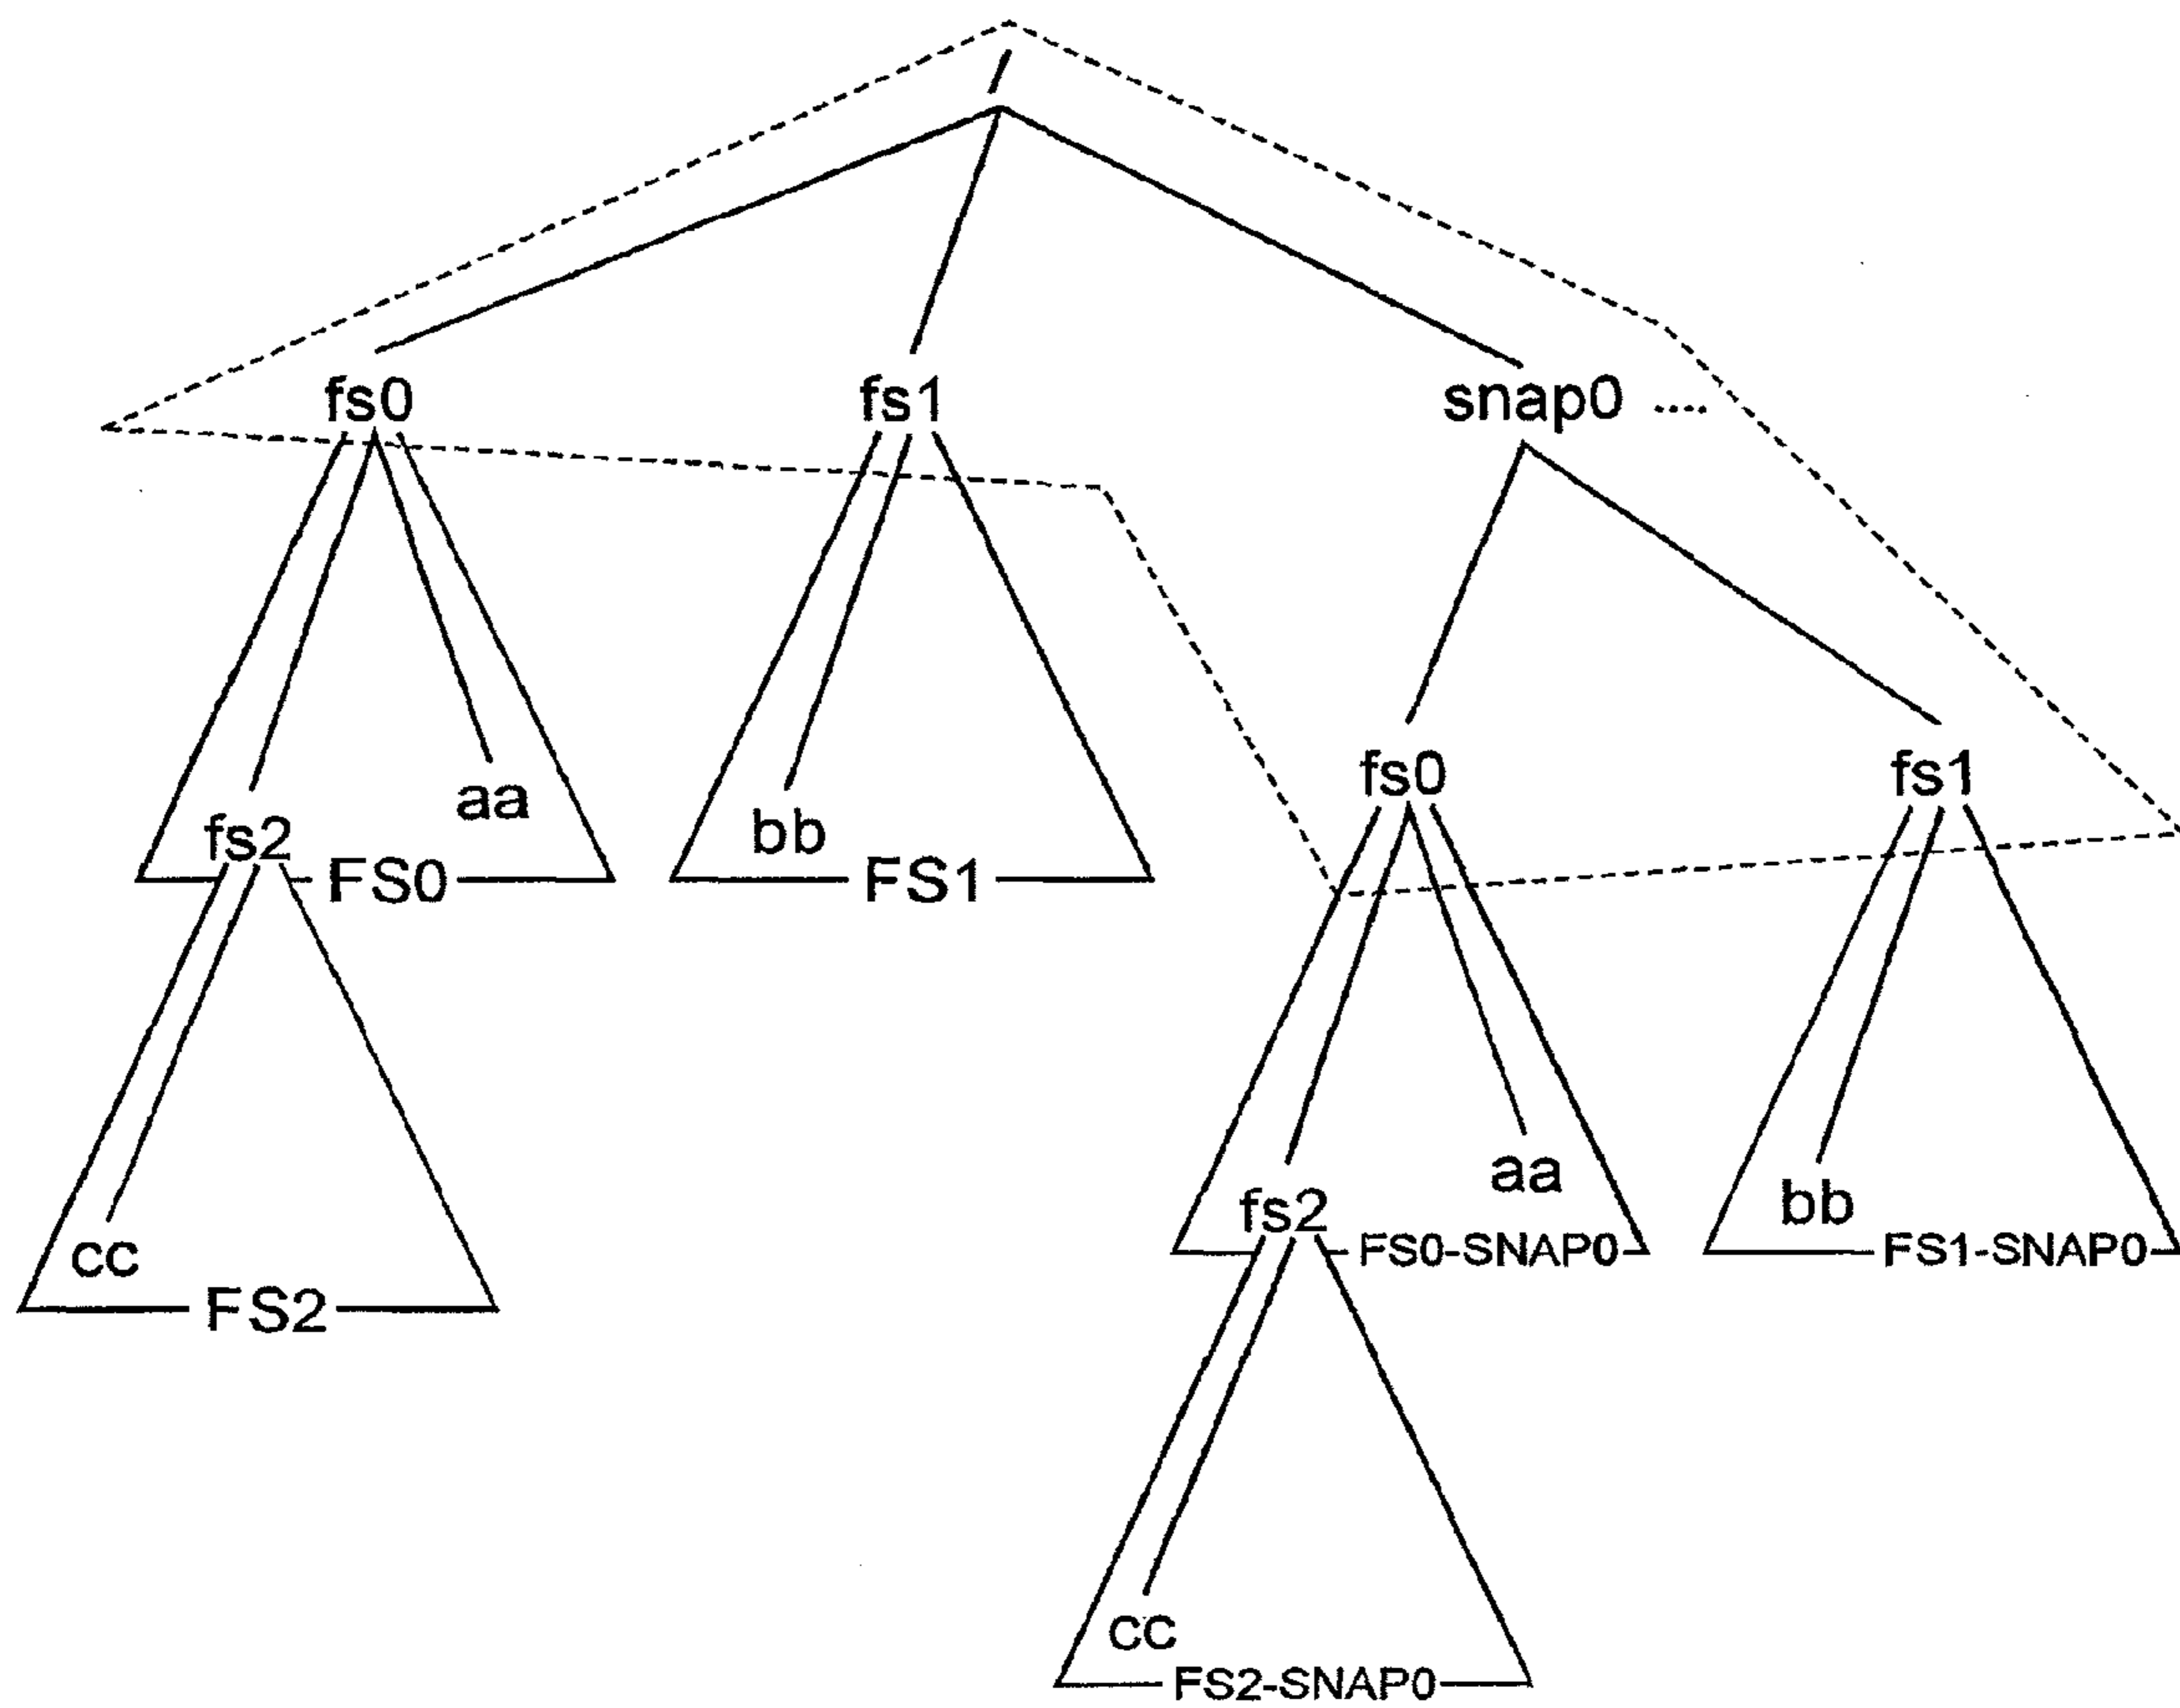 /
fs0 fs1 snap0 ....
fs0 fs1
aa
fs2 bb
FS0 FS1
aa
fs2 bb
cc FS0-SNAP0 FS1-SNAP0
FS2
cc
FS2-SNAP0